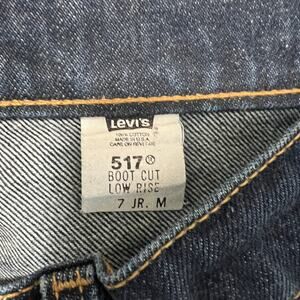 Levi's
100% COTTON
MADE IN U.S.A.
CARE ON REVERSE
517
BOOT CUT
LOW RISE
7 JR. M